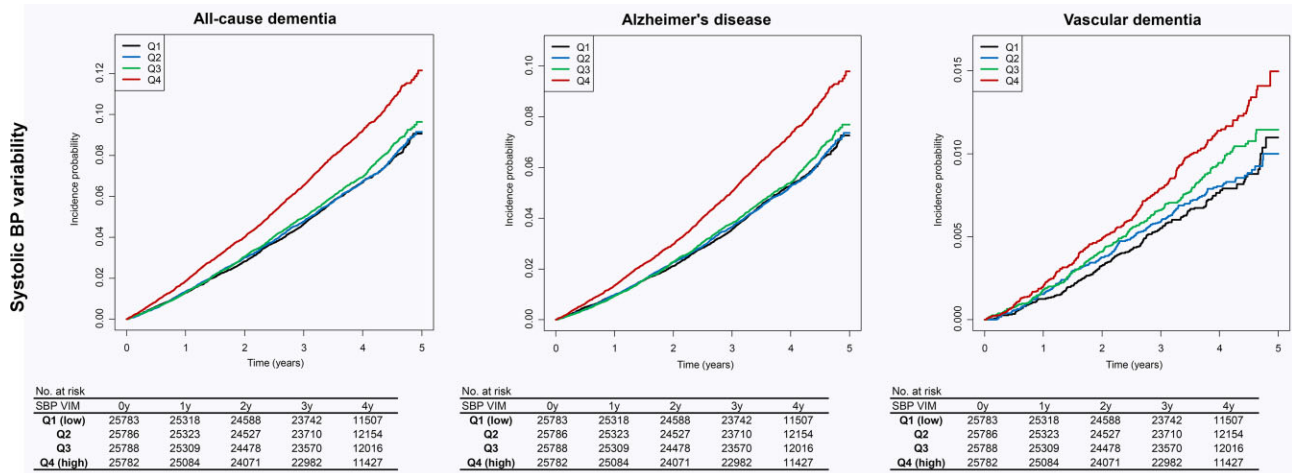 All-cause dementia
Alzheimer's disease
Vascular dementia
Systolic BP variability
Q1
Q2
Q3
Q4
Incidence probability
0.00
0.02
0.04
0.06
0.08
0.10
0.12
0 1 2 3 4 5
Time (years)
Q1
Q2
Q3
Q4
Incidence probability
0.00
0.02
0.04
0.06
0.08
0.10
0 1 2 3 4 5
Time (years)
Q1
Q2
Q3
Q4
Incidence probability
0.000
0.005
0.010
0.015
0 1 2 3 4 5
Time (years)
No. at risk
SBP VIM 0y 1y 2y 3y 4y
Q1 (low) 25783 25318 24588 23742 11507
Q2 25786 25323 24527 23710 12154
Q3 25788 25309 24478 23570 12016
Q4 (high) 25782 25084 24071 22982 11427
No. at risk
SBP VIM 0y 1y 2y 3y 4y
Q1 (low) 25783 25318 24588 23742 11507
Q2 25786 25323 24527 23710 12154
Q3 25788 25309 24478 23570 12016
Q4 (high) 25782 25084 24071 22982 11427
No. at risk
SBP VIM 0y 1y 2y 3y 4y
Q1 (low) 25783 25318 24588 23742 11507
Q2 25786 25323 24527 23710 12154
Q3 25788 25309 24478 23570 12016
Q4 (high) 25782 25084 24071 22982 11427